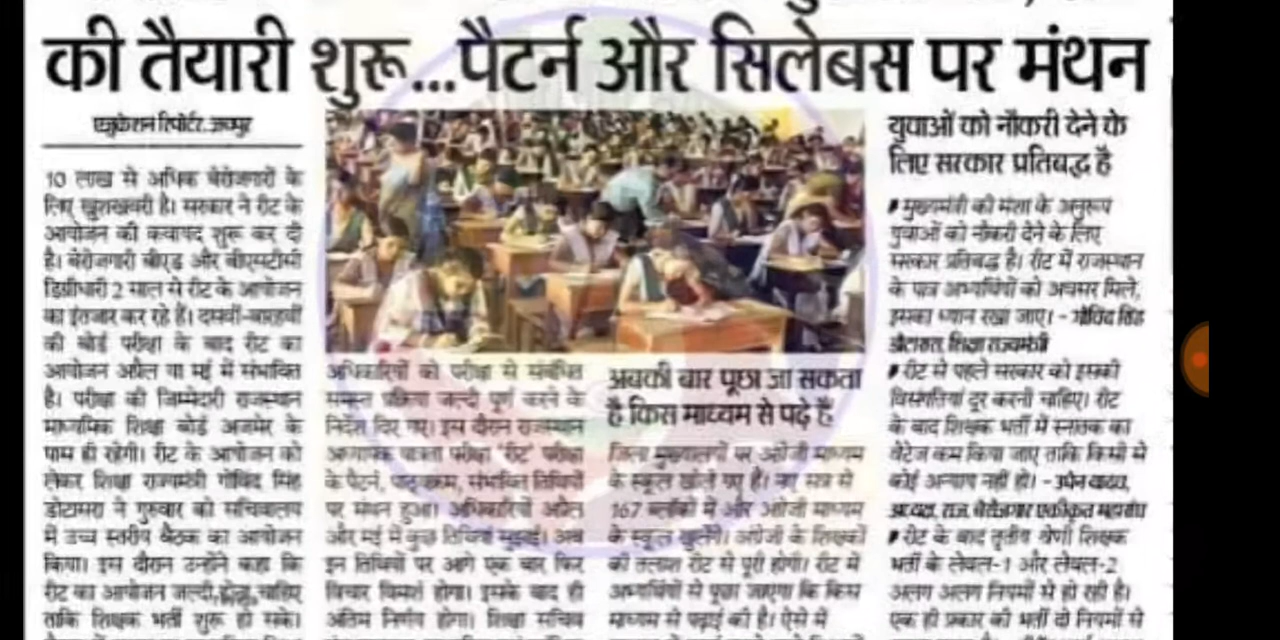 की तैयारी शुरू...पैटर्न और सिलेबस पर मंथन
एजुकेशन रिपोर्टर. जयपुर
10 लाख से अधिक बेरोजगारों के
लिए खुशखबरी है। सरकार ने रीट के
आयोजन की कवायद शुरू कर दी
है। बेरोजगारी बीएड और बीएसटीसी
डिग्रीधारी 2 माल से रीट के आयोजन
का इंतजार कर रहे हैं। दसवीं-बारहवीं
की बोर्ड परीक्षा के बाद रीट का
आयोजन अप्रैल या मई में संभावित
है। परीक्षा की जिम्मेदारी राजस्थान
माध्यमिक शिक्षा बोर्ड अजमेर के
पास ही रहेगी। रीट के आयोजन को
लेकर शिक्षा राज्यमंत्री गोविंद सिंह
डोटासरा ने गुरुवार को सचिवालय
में उच्च स्तरीय बैठक का आयोजन
किया। इस दौरान उन्होंने कहा कि
रीट का आयोजन जल्दी होना चाहिए
ताकि शिक्षक भर्ती शुरू हो सके।
अधिकारियों को परीक्षा से संबंधित
समस्त प्रक्रिया जल्दी पूर्ण करने के
निर्देश दिए गए। इस दौरान राजस्थान
अध्यापक पात्रता परीक्षा 'रीट' परीक्षा
के पैटर्न, पाठ्यक्रम, संभावित तिथियों
पर मंथन हुआ। अधिकारियों अप्रैल
और मई में कुछ तिथियां सुझाई। अब
इन तिथियों पर आगे एक बार फिर
विचार विमर्श होगा। इसके बाद ही
अंतिम निर्णय होगा। शिक्षा सचिव
अबकी बार पूछा जा सकता
है किस माध्यम से पढ़े हैं
जिला मुख्यालयों पर अंग्रेजी माध्यम
के स्कूल खोले गए है। नए सत्र से
167 ब्लॉकों में और अंग्रेजी माध्यम
के स्कूल खुलेंगे। अंग्रेजी के शिक्षकों
की तलाश रीट से पूरी होगी। रीट में
अभ्यर्थियों से पूछा जाएगा कि किस
माध्यम से पढ़ाई की है। ऐसे में
युवाओं को नौकरी देने के
लिए सरकार प्रतिबद्ध है
मुख्यमंत्री की मंशा के अनुरूप
युवाओं को नौकरी देने के लिए
सरकार प्रतिबद्ध है। रीट में राजस्थान
के पात्र अभ्यर्थियों को अवसर मिले,
इसका ध्यान रखा जाए। - गोविंद सिंह
डोटासरा, शिक्षा राज्यमंत्री
रीट से पहले सरकार को इसकी
विसंगतियां दूर करनी चाहिए। रीट
के बाद शिक्षक भर्ती में स्नातक का
वेटेज कम किया जाए ताकि किसी से
कोई अन्याय नहीं हो। - उपेन यादव,
अध्यक्ष, राज. बेरोजगार एकीकृत महासंघ
रीट के बाद तृतीय श्रेणी शिक्षक
भर्ती के लेवल-1 और लेवल-2
अलग अलग नियमों से हो रही है।
एक ही प्रकार की भर्ती दो नियमों से